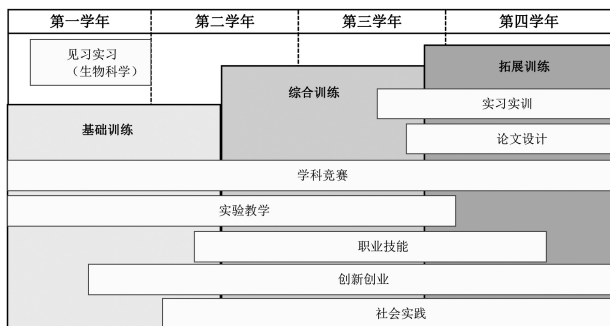 第一学年 第二学年 第三学年 第四学年
见习实习
（生物科学）
拓展训练
综合训练
实习实训
基础训练
论文设计
学科竞赛
实验教学
职业技能
创新创业
社会实践